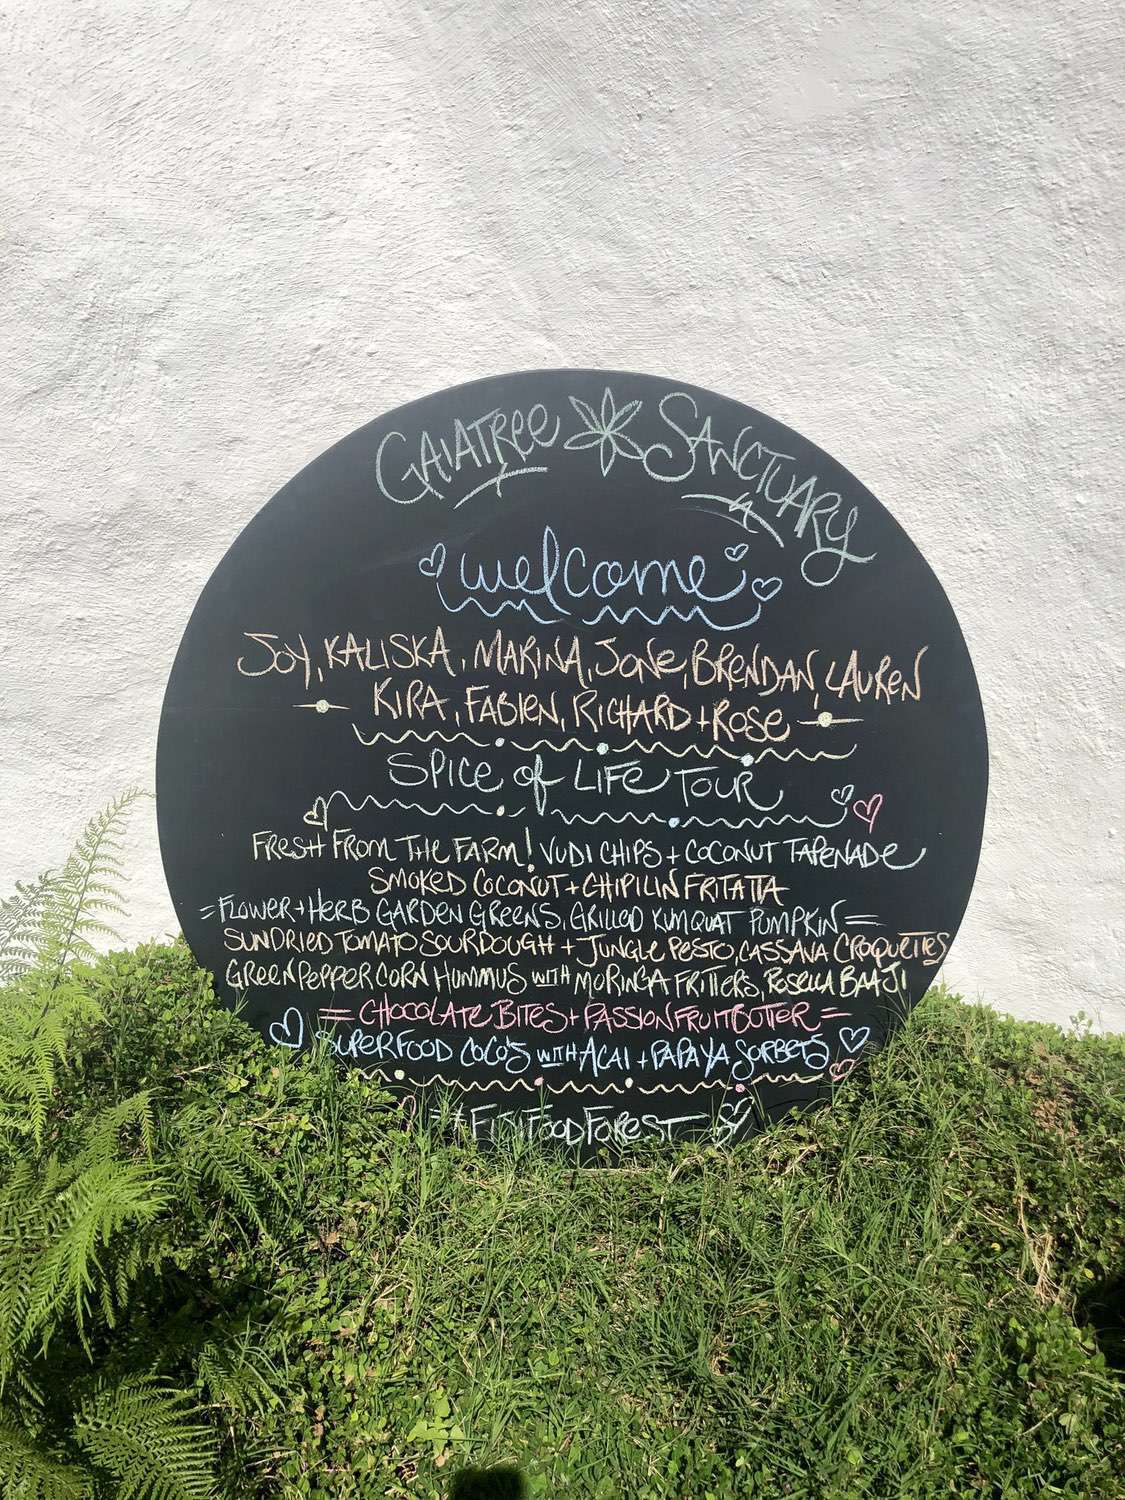 GAIATREE SANCTUARY
welcome
JOY, KALISKA, MARINA, JONE, BRENDAN, LAUREN
KIRA, FABIEN, RICHARD + ROSE
SPICE of LIFE TOUR
FRESH FROM THE FARM! VUDI CHIPS + COCONUT TAPENADE
SMOKED COCONUT + CHIPILIN FRITATTA
=FLOWER + HERB GARDEN GREENS, GRILLED KUMQUAT PUMPKIN=
SUNDRIED TOMATO SOURDOUGH + JUNGLE PESTO, CASSAVA CROQUETTES
GREEN PEPPERCORN HUMMUS WITH MORINGA FRITTERS, ROSELLA BAAJI
= CHOCOLATE BITES + PASSIONFRUIT BUTTER =
SUPERFOOD COCO'S WITH ACAI + PAPAYA SORBETS
#FIJIFOODFOREST